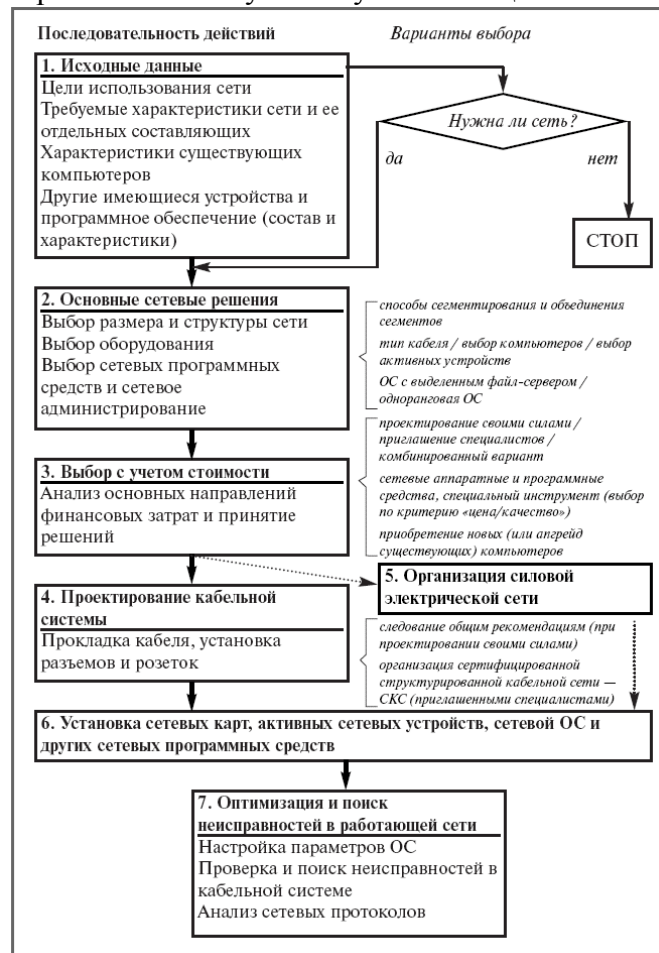 Последовательность действий
Варианты выбора
1. Исходные данные
Цели использования сети
Требуемые характеристики сети и ее
отдельных составляющих
Характеристики существующих
компьютеров
Другие имеющиеся устройства и
программное обеспечение (состав и
характеристики)
Нужна ли сеть?
да
нет
СТОП
2. Основные сетевые решения
Выбор размера и структуры сети
Выбор оборудования
Выбор сетевых программных
средств и сетевое
администрирование
способы сегментирования и объединения
сегментов
тип кабеля / выбор компьютеров / выбор
активных устройств
ОС с выделенным файл-сервером /
одноранговая ОС
3. Выбор с учетом стоимости
Анализ основных направлений
финансовых затрат и принятие
решений
проектирование своими силами /
приглашение специалистов /
комбинированный вариант
сетевые аппаратные и программные
средства, специальный инструмент (выбор
по критерию «цена/качество»)
приобретение новых (или апгрейд
существующих) компьютеров
4. Проектирование кабельной
системы
Прокладка кабеля, установка
разъемов и розеток
5. Организация силовой
электрической сети
следование общим рекомендациям (при
проектировании своими силами)
организация сертифицированной
структурированной кабельной сети —
СКС (приглашенными специалистами)
6. Установка сетевых карт, активных сетевых устройств, сетевой ОС и
других сетевых программных средств
7. Оптимизация и поиск
неисправностей в работающей сети
Настройка параметров ОС
Проверка и поиск неисправностей в
кабельной системе
Анализ сетевых протоколов